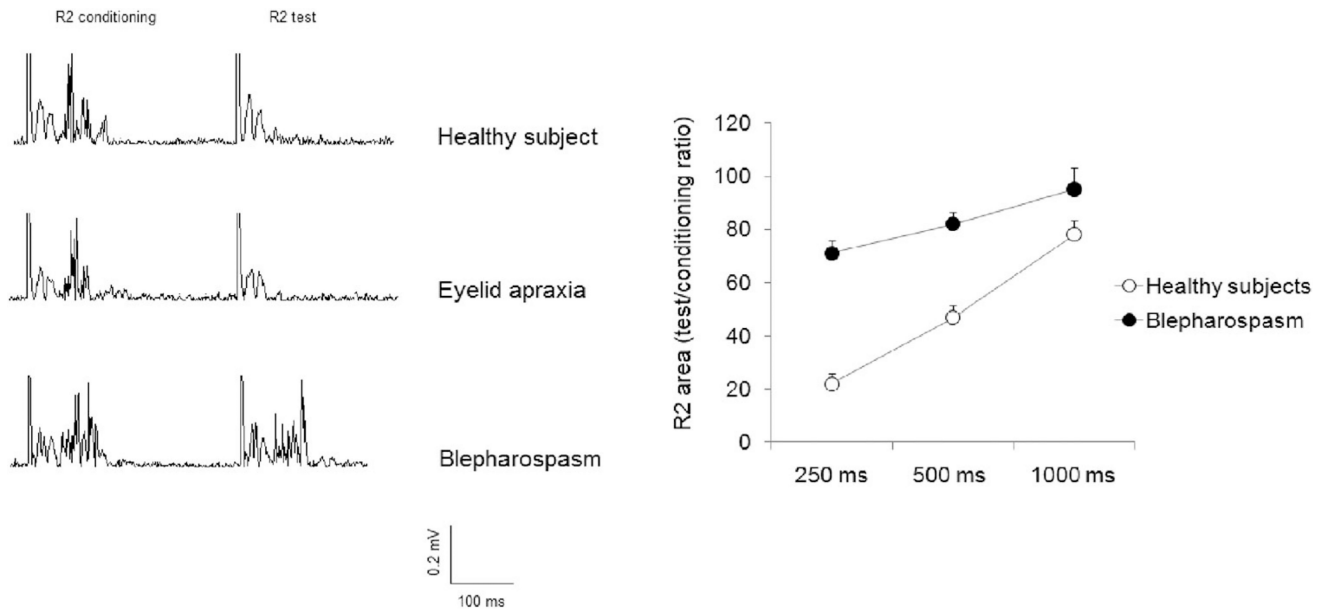 R2 conditioning
R2 test
Healthy subject
Eyelid apraxia
Blepharospasm
0.2 mV
100 ms
R2 area (test/conditioning ratio)
120
100
80
60
40
20
0
250 ms
500 ms
1000 ms
Healthy subjects
Blepharospasm